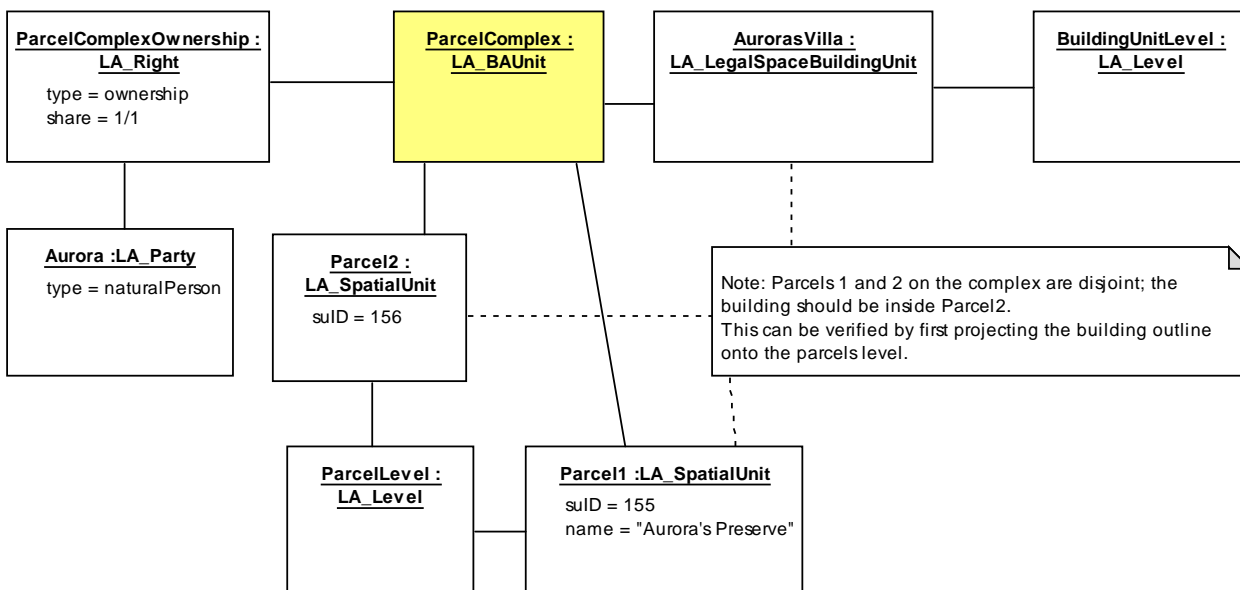 ParcelComplexOwnership :
LA_Right
type = ownership
share = 1/1
ParcelComplex :
LA_BAUnit
AurorasVilla :
LA_LegalSpaceBuildingUnit
BuildingUnitLevel :
LA_Level
Aurora :LA_Party
type = naturalPerson
Parcel2 :
LA_SpatialUnit
suID = 156
Note: Parcels 1 and 2 on the complex are disjoint; the
building should be inside Parcel2.
This can be verified by first projecting the building outline
onto the parcels level.
ParcelLevel :
LA_Level
Parcel1 :LA_SpatialUnit
suID = 155
name = "Aurora's Preserve"